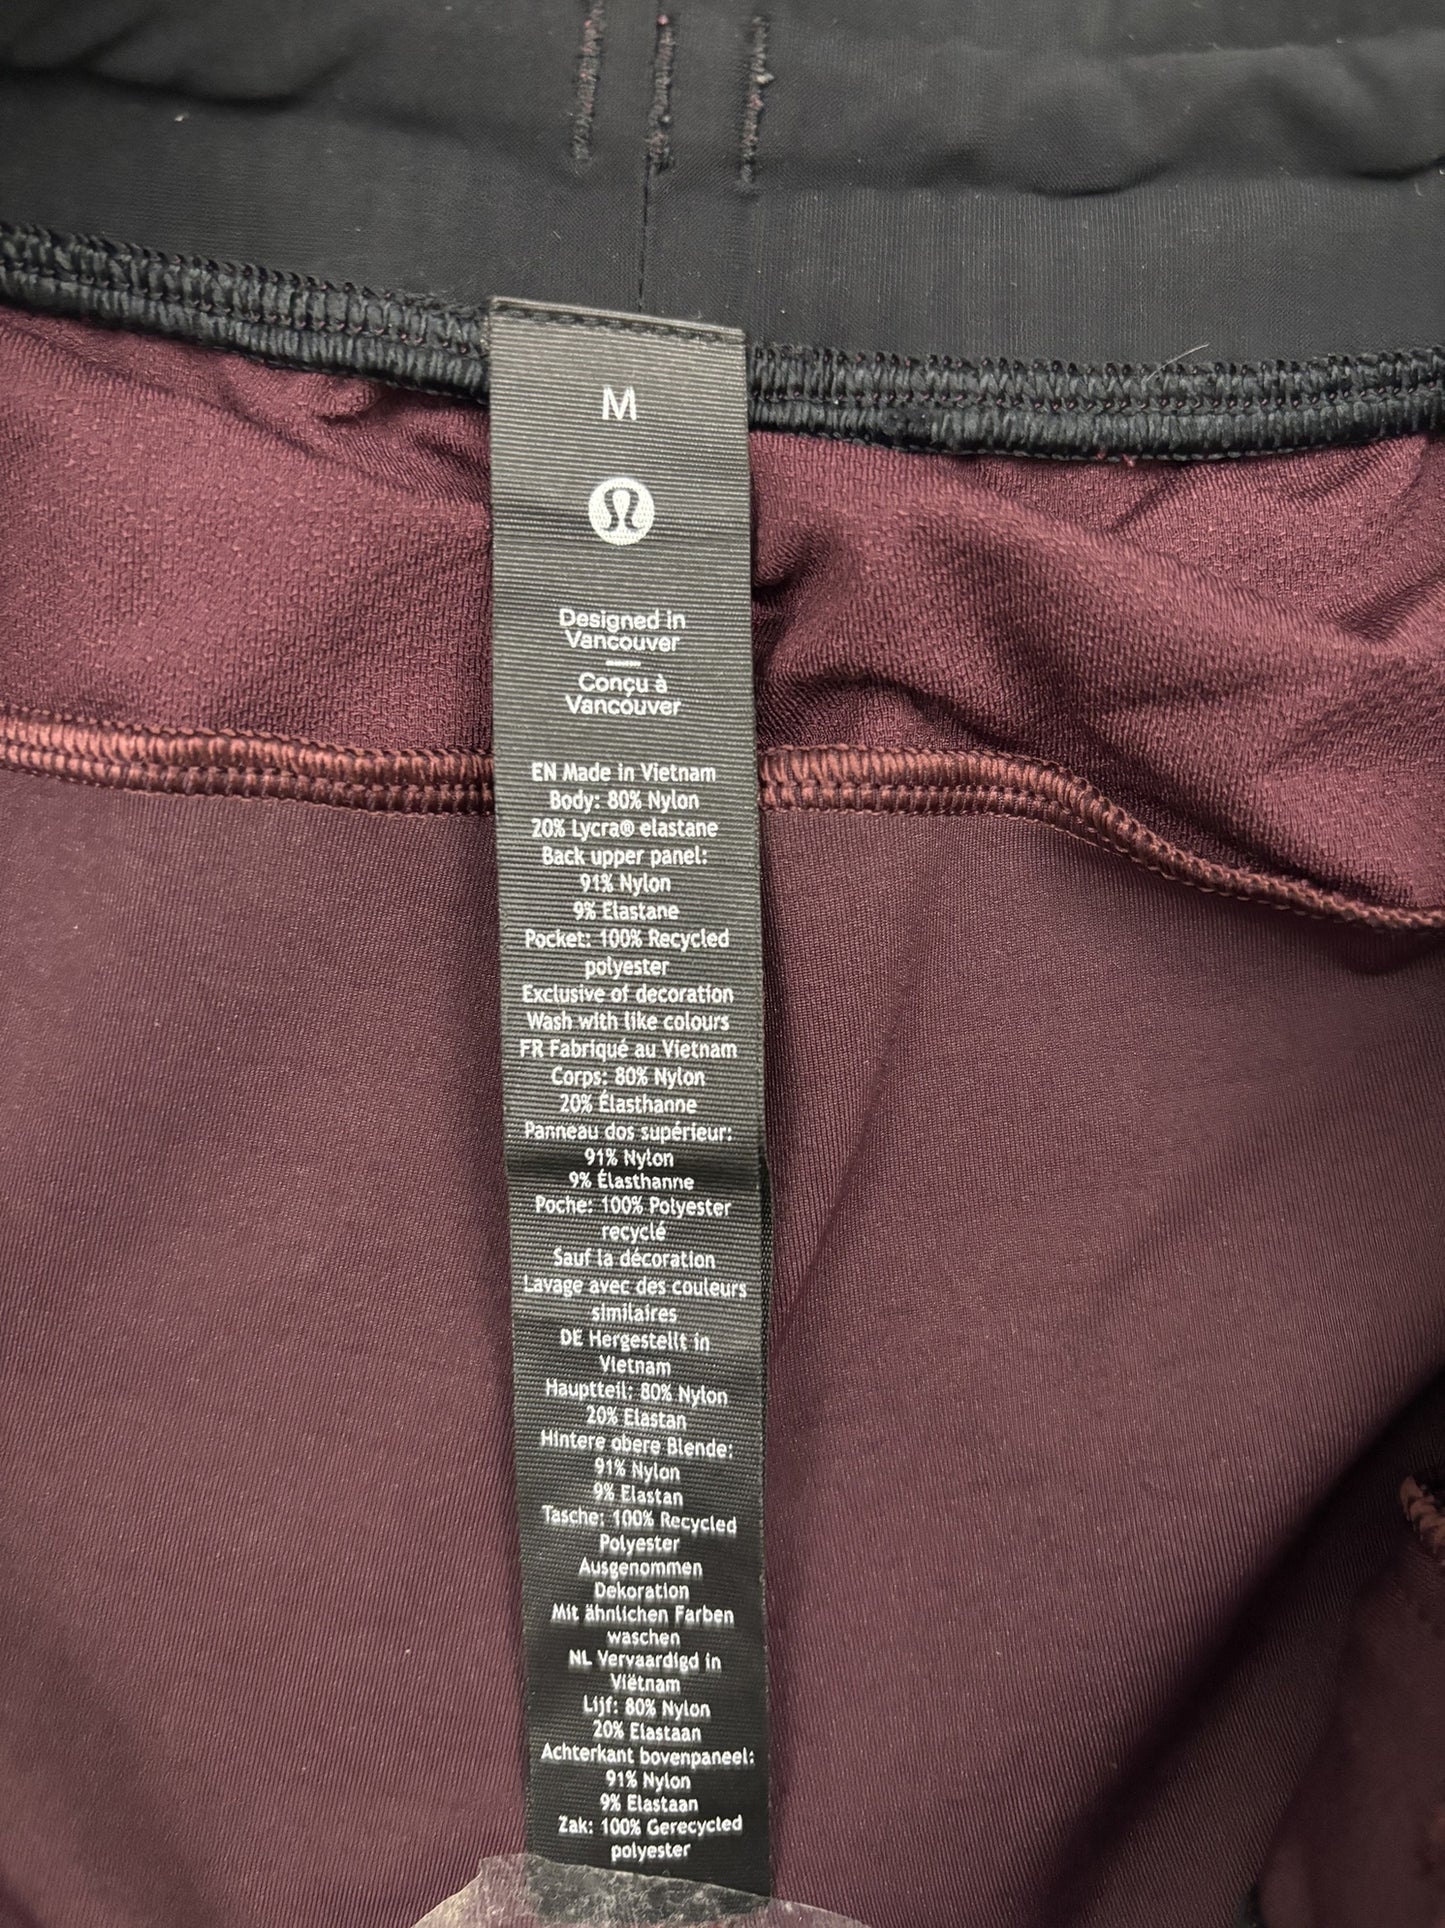 M
Designed in
Vancouver
Conçu à
Vancouver
EN Made in Vietnam
Body: 80% Nylon
20% Lycra® elastane
Back upper panel:
91% Nylon
9% Elastane
Pocket: 100% Recycled
polyester
Exclusive of decoration
Wash with like colours
FR Fabriqué au Vietnam
Corps: 80% Nylon
20% Élasthanne
Panneau dos supérieur:
91% Nylon
9% Élasthanne
Poche: 100% Polyester
recyclé
Sauf la décoration
Lavage avec des couleurs
similaires
DE Hergestellt in
Vietnam
Hauptteil: 80% Nylon
20% Elastan
Hintere obere Blende:
91% Nylon
9% Elastan
Tasche: 100% Recycled
Polyester
Ausgenommen
Dekoration
Mit ähnlichen Farben
waschen
NL Vervaardigd in
Viëtnam
Lijf: 80% Nylon
20% Elastaan
Achterkant bovenpaneel:
91% Nylon
9% Elastaan
Zak: 100% Gerecycled
polyester